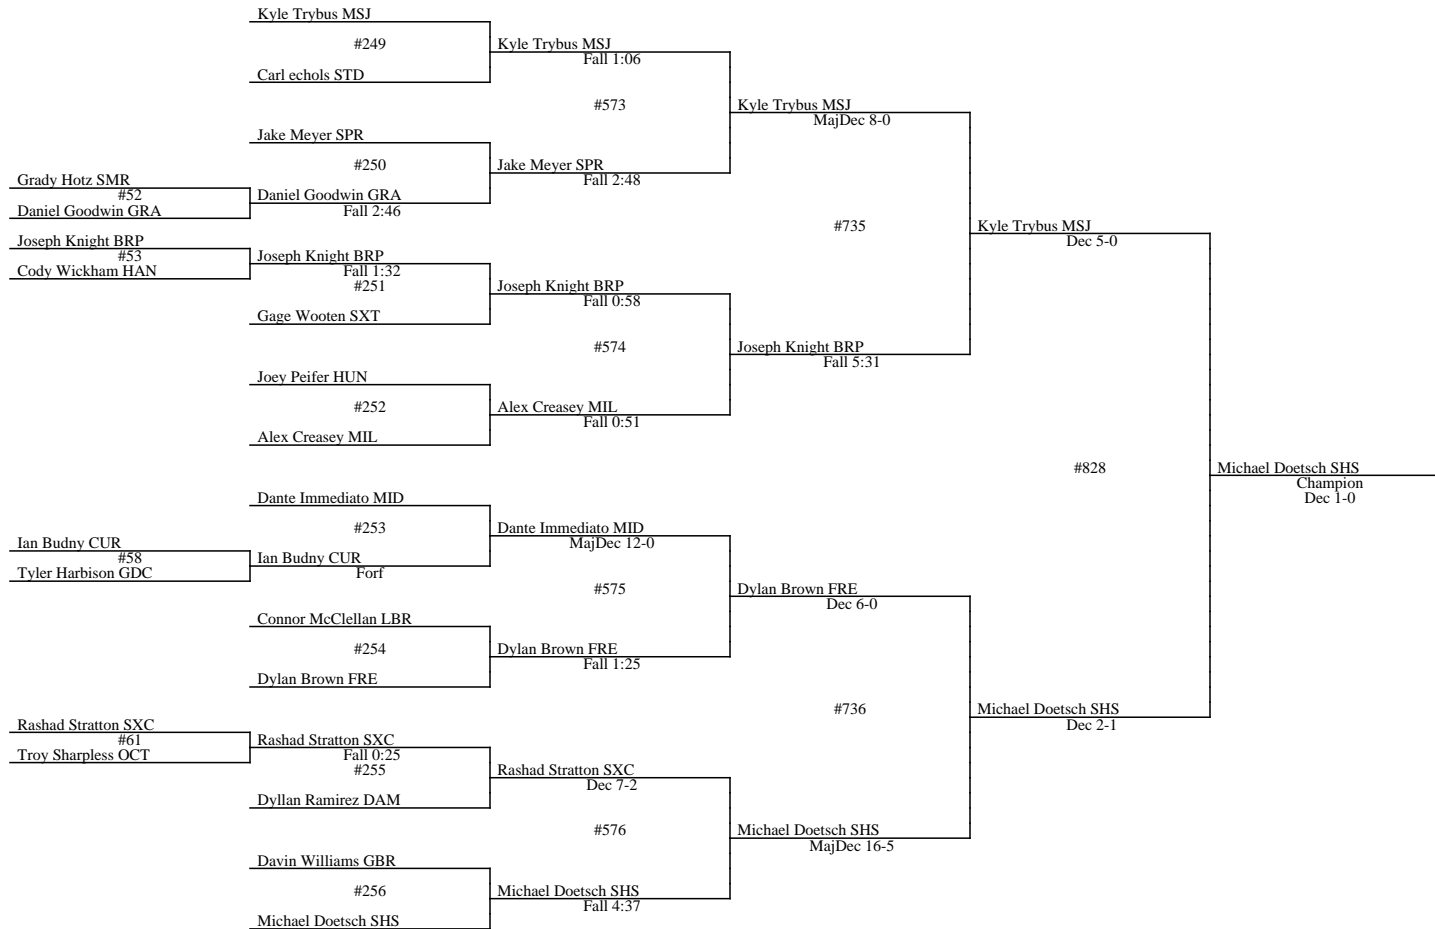 Kyle Trybus MSJ
#249
Carl echols STD
Kyle Trybus MSJ
Fall 1:06
#573
Kyle Trybus MSJ
MajDec 8-0
Jake Meyer SPR
#250
Jake Meyer SPR
Fall 2:48
Grady Hotz SMR
#52
Daniel Goodwin GRA
Daniel Goodwin GRA
Fall 2:46
#735
Kyle Trybus MSJ
Dec 5-0
Joseph Knight BRP
#53
Cody Wickham HAN
Joseph Knight BRP
Fall 1:32
#251
Gage Wooten SXT
Joseph Knight BRP
Fall 0:58
#574
Joseph Knight BRP
Fall 5:31
Joey Peifer HUN
#252
Alex Creasey MIL
Alex Creasey MIL
Fall 0:51
#828
Michael Doetsch SHS
Champion
Dec 1-0
Dante Immediato MID
#253
Dante Immediato MID
MajDec 12-0
Ian Budny CUR
#58
Tyler Harbison GDC
Ian Budny CUR
Forf
#575
Dylan Brown FRE
Dec 6-0
Connor McClellan LBR
#254
Dylan Brown FRE
Dylan Brown FRE
Fall 1:25
#736
Michael Doetsch SHS
Dec 2-1
Rashad Stratton SXC
#61
Troy Sharpless OCT
Rashad Stratton SXC
Fall 0:25
#255
Dyllan Ramirez DAM
Rashad Stratton SXC
Dec 7-2
#576
Michael Doetsch SHS
MajDec 16-5
Davin Williams GBR
#256
Michael Doetsch SHS
Michael Doetsch SHS
Fall 4:37